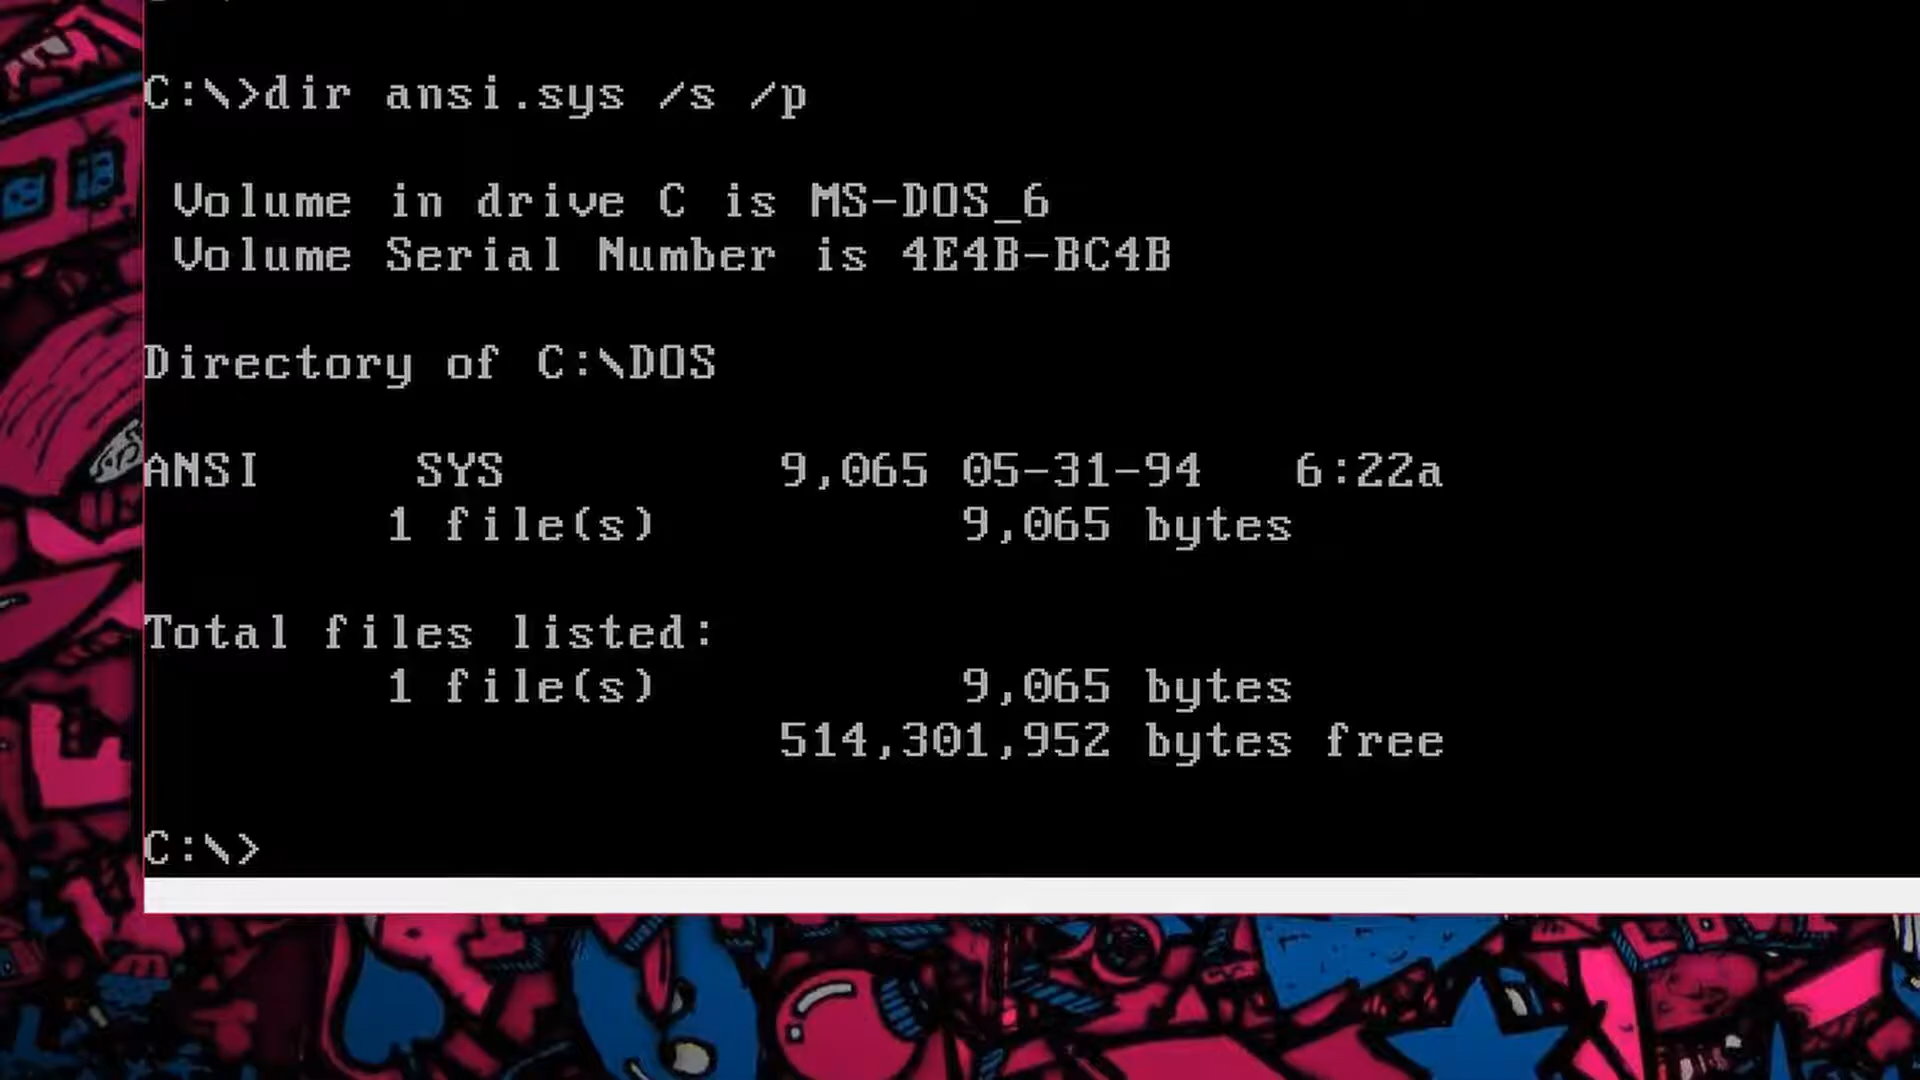 C:\>dir ansi.sys /s /p
Volume in drive C is MS-DOS_6
Volume Serial Number is 4E4B-BC4B
Directory of C:\DOS
ANSI     SYS         9,065 05-31-94   6:22a
1 file(s)          9,065 bytes
Total files listed:
1 file(s)          9,065 bytes
514,301,952 bytes free
C:\>